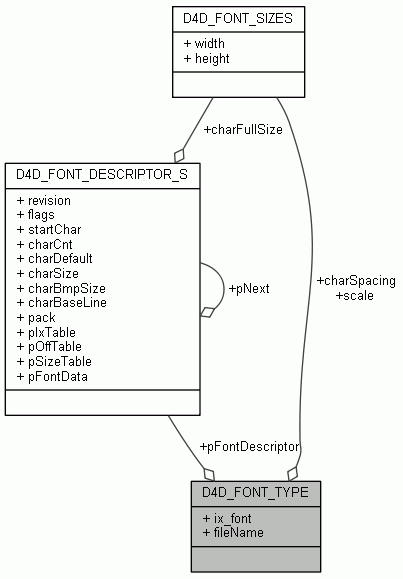 D4D_FONT_SIZES
+ width
+ height
+charFullSize
D4D_FONT_DESCRIPTOR_S
+ revision
+ flags
+ startChar
+ charCnt
+ charDefault
+ charSize
+ charBmpSize
+ charBaseLine
+ pack
+ pIxTable
+ pOffTable
+ pSizeTable
+ pFontData
+pNext
+charSpacing
+scale
+pFontDescriptor
D4D_FONT_TYPE
+ ix_font
+ fileName